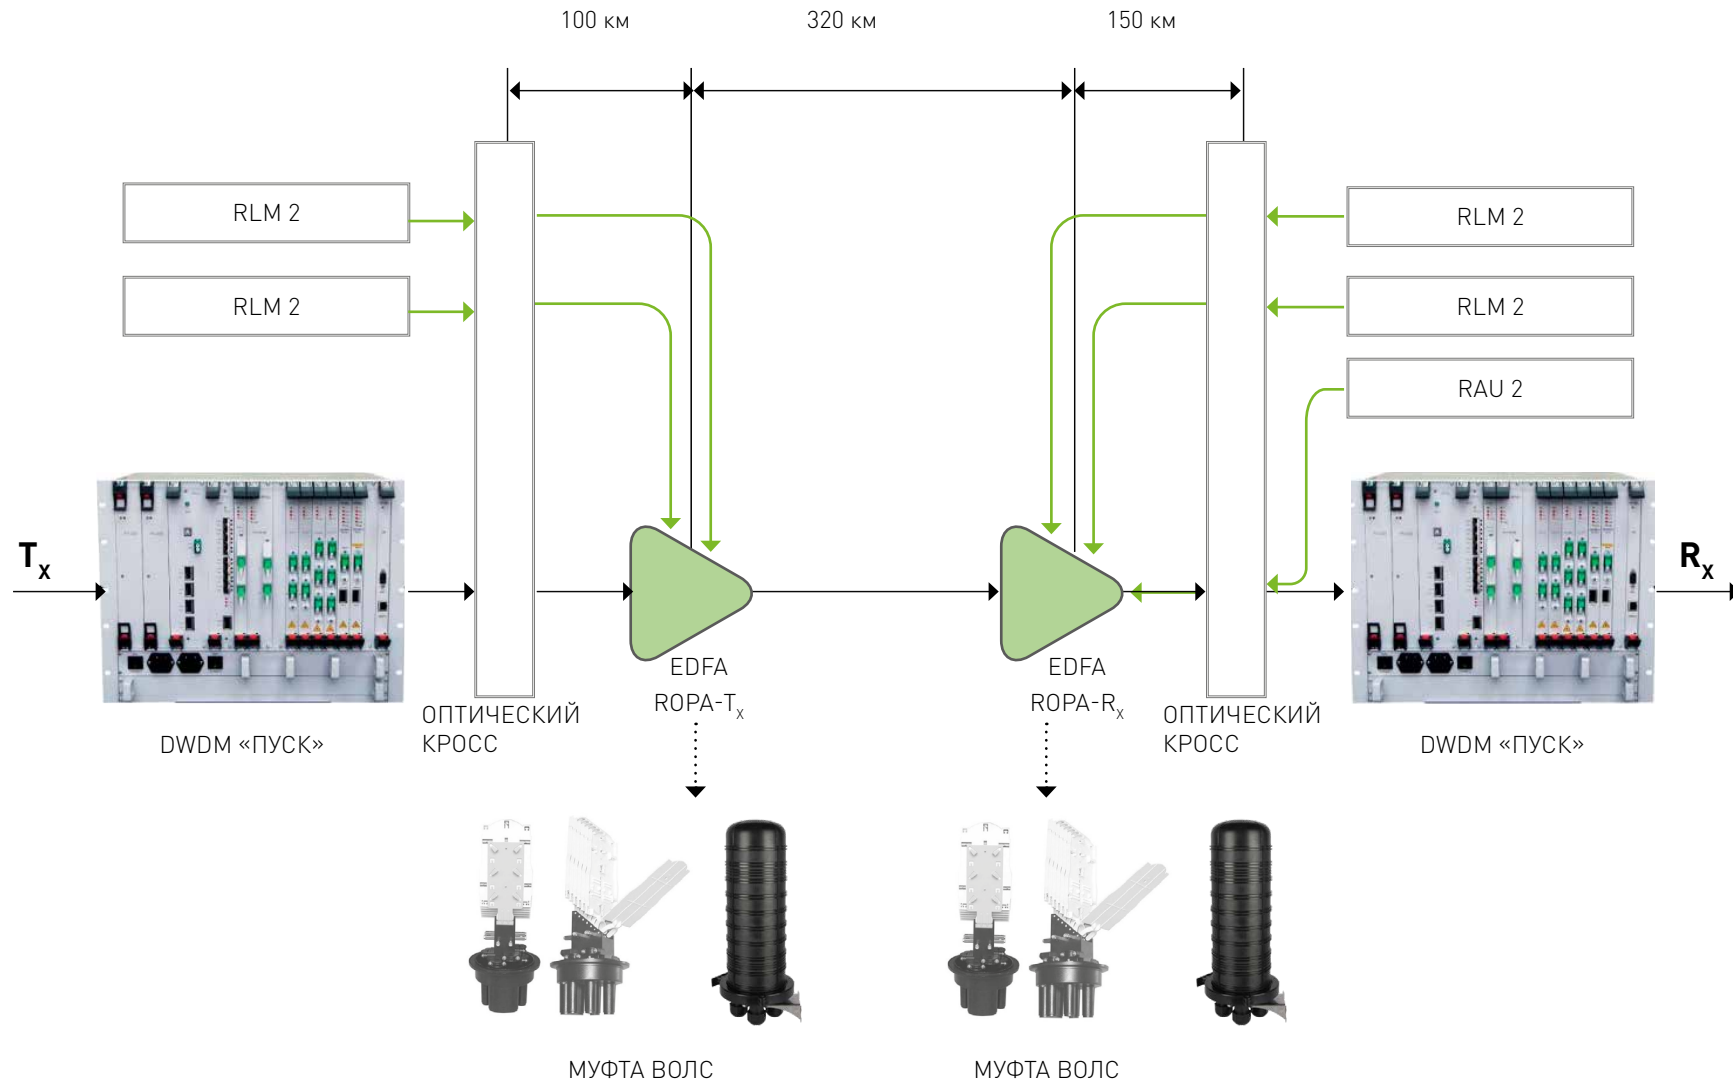 100 км 320 км 150 км
RLM 2 RLM 2
RLM 2 RLM 2
RAU 2
Tx Rx
EDFA EDFA
ROPA-Tx ROPA-Rx
ОПТИЧЕСКИЙ ОПТИЧЕСКИЙ
КРОСС КРОСС
DWDM «ПУСК» DWDM «ПУСК»
МУФТА ВОЛС МУФТА ВОЛС